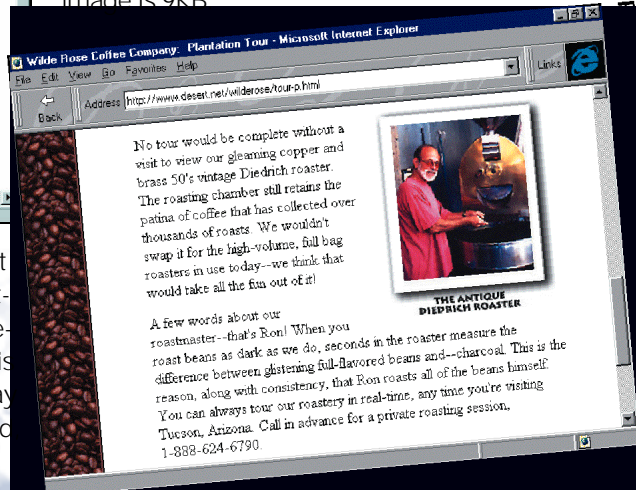 image is 9KB
Wilde Rose Coffee Company: Plantation Tour - Microsoft Internet Explorer
File Edit View Go Favorites Help
Back
Address http://www.desert.net/wilderose/tour-p.html
Links
No tour would be complete without a
visit to view our gleaming copper and
brass 50's vintage Diedrich roaster.
The roasting chamber still retains the
patina of coffee that has collected over
thousands of roasts. We wouldn't
swap it for the high-volume, full bag
roasters in use today--we think that
would take all the fun out of it!
THE ANTIQUE
DIEDRICH ROASTER
A few words about our
roastmaster--that's Ron! When you
roast beans as dark as we do, seconds in the roaster measure the
difference between glistening full-flavored beans and--charcoal. This is the
reason, along with consistency, that Ron roasts all of the beans himself.
You can always tour our roastery in real-time, any time you're visiting
Tucson, Arizona. Call in advance for a private roasting session,
1-888-624-6790.